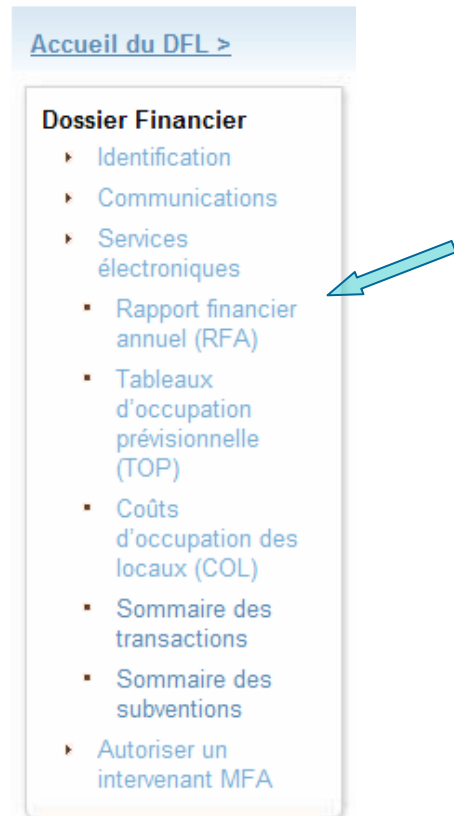 Accueil du DFL >
Dossier Financier
Identification
Communications
Services
électroniques
Rapport financier
annuel (RFA)
Tableaux
d'occupation
prévisionnelle
(TOP)
Coûts
d'occupation des
locaux (COL)
Sommaire des
transactions
Sommaire des
subventions
Autoriser un
intervenant MFA